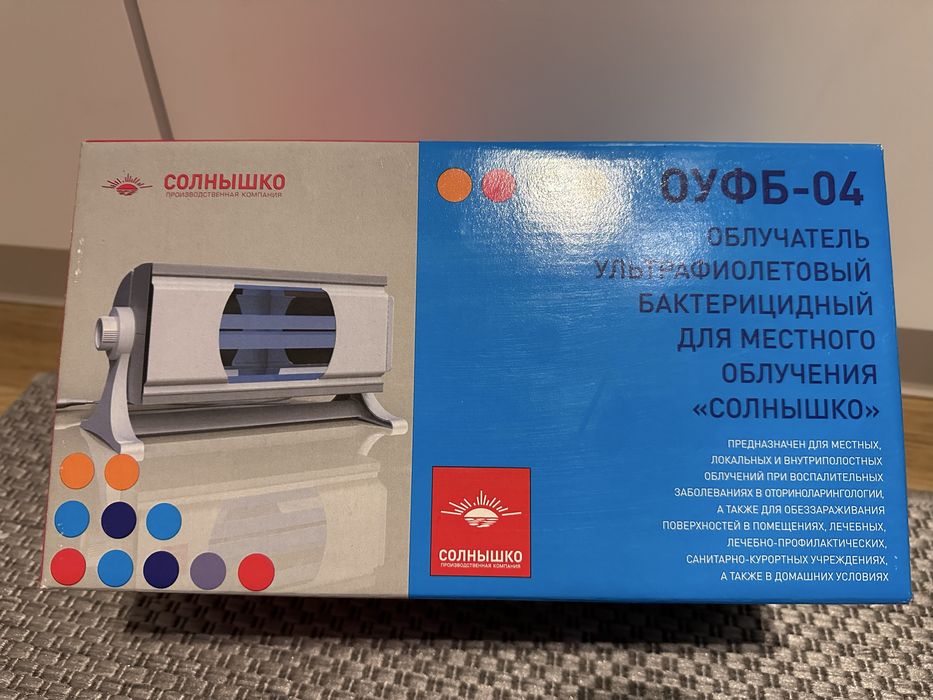 СОЛНЫШКО
ПРОИЗВОДСТВЕННАЯ КОМПАНИЯ
ОУФБ-04
ОБЛУЧАТЕЛЬ
УЛЬТРАФИОЛЕТОВЫЙ
БАКТЕРИЦИДНЫЙ
ДЛЯ МЕСТНОГО
ОБЛУЧЕНИЯ
«СОЛНЫШКО»
ПРЕДНАЗНАЧЕН ДЛЯ МЕСТНЫХ,
ЛОКАЛЬНЫХ И ВНУТРИПОЛОСТНЫХ
ОБЛУЧЕНИЙ ПРИ ВОСПАЛИТЕЛЬНЫХ
ЗАБОЛЕВАНИЯХ В ОТОРИНОЛАРИНГОЛОГИИ,
А ТАКЖЕ ДЛЯ ОБЕЗЗАРАЖИВАНИЯ
ПОВЕРХНОСТЕЙ В ПОМЕЩЕНИЯХ, ЛЕЧЕБНЫХ,
ЛЕЧЕБНО-ПРОФИЛАКТИЧЕСКИХ,
САНИТАРНО-КУРОРТНЫХ УЧРЕЖДЕНИЯХ,
А ТАКЖЕ В ДОМАШНИХ УСЛОВИЯХ
СОЛНЫШКО
ПРОИЗВОДСТВЕННАЯ КОМПАНИЯ